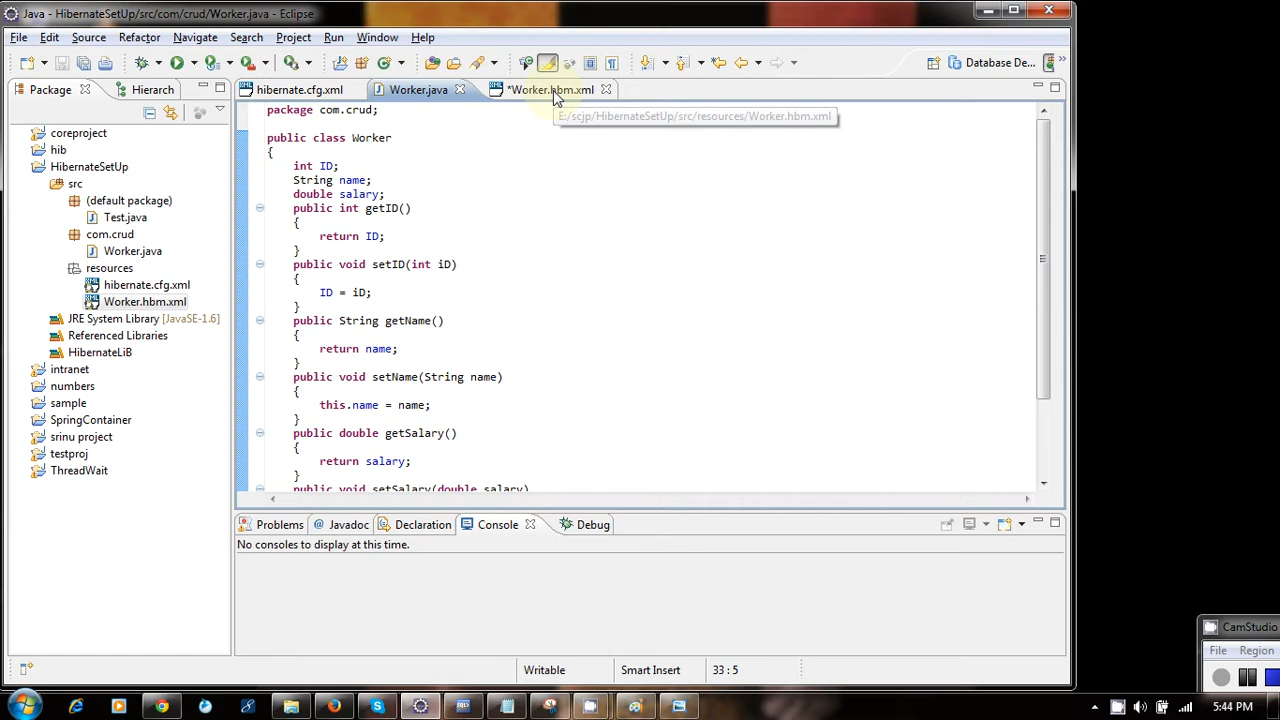 Java - HibernateSetUp/src/com/crud/Worker.java - Eclipse
File Edit Source Refactor Navigate Search Project Run Window Help
Database De...
Package Hierarchy
hibernate.cfg.xml Worker.java *Worker.hbm.xml
E:/scjp/HibernateSetUp/src/resources/Worker.hbm.xml
coreproject
hib
HibernateSetUp
src
(default package)
Test.java
com.crud
Worker.java
resources
hibernate.cfg.xml
Worker.hbm.xml
JRE System Library [JavaSE-1.6]
Referenced Libraries
HibernateLiB
intranet
numbers
sample
SpringContainer
srinu project
testproj
ThreadWait
package com.crud;
public class Worker
{
int ID;
String name;
double salary;
public int getID()
{
return ID;
}
public void setID(int iD)
{
ID = iD;
}
public String getName()
{
return name;
}
public void setName(String name)
{
this.name = name;
}
public double getSalary()
{
return salary;
}
public void setSalary(double salary)
Problems @ Javadoc Declaration Console Debug
No consoles to display at this time.
Writable Smart Insert 33 : 5
CamStudio
File Region
5:44 PM